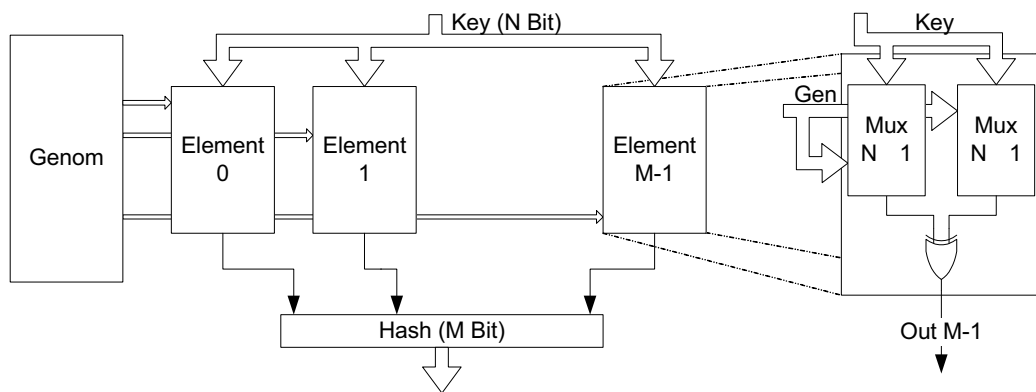 Key (N Bit)
Key
Genom
Element
0
Element
1
Element
M-1
Gen
Mux
N 1
Mux
N 1
Hash (M Bit)
Out M-1